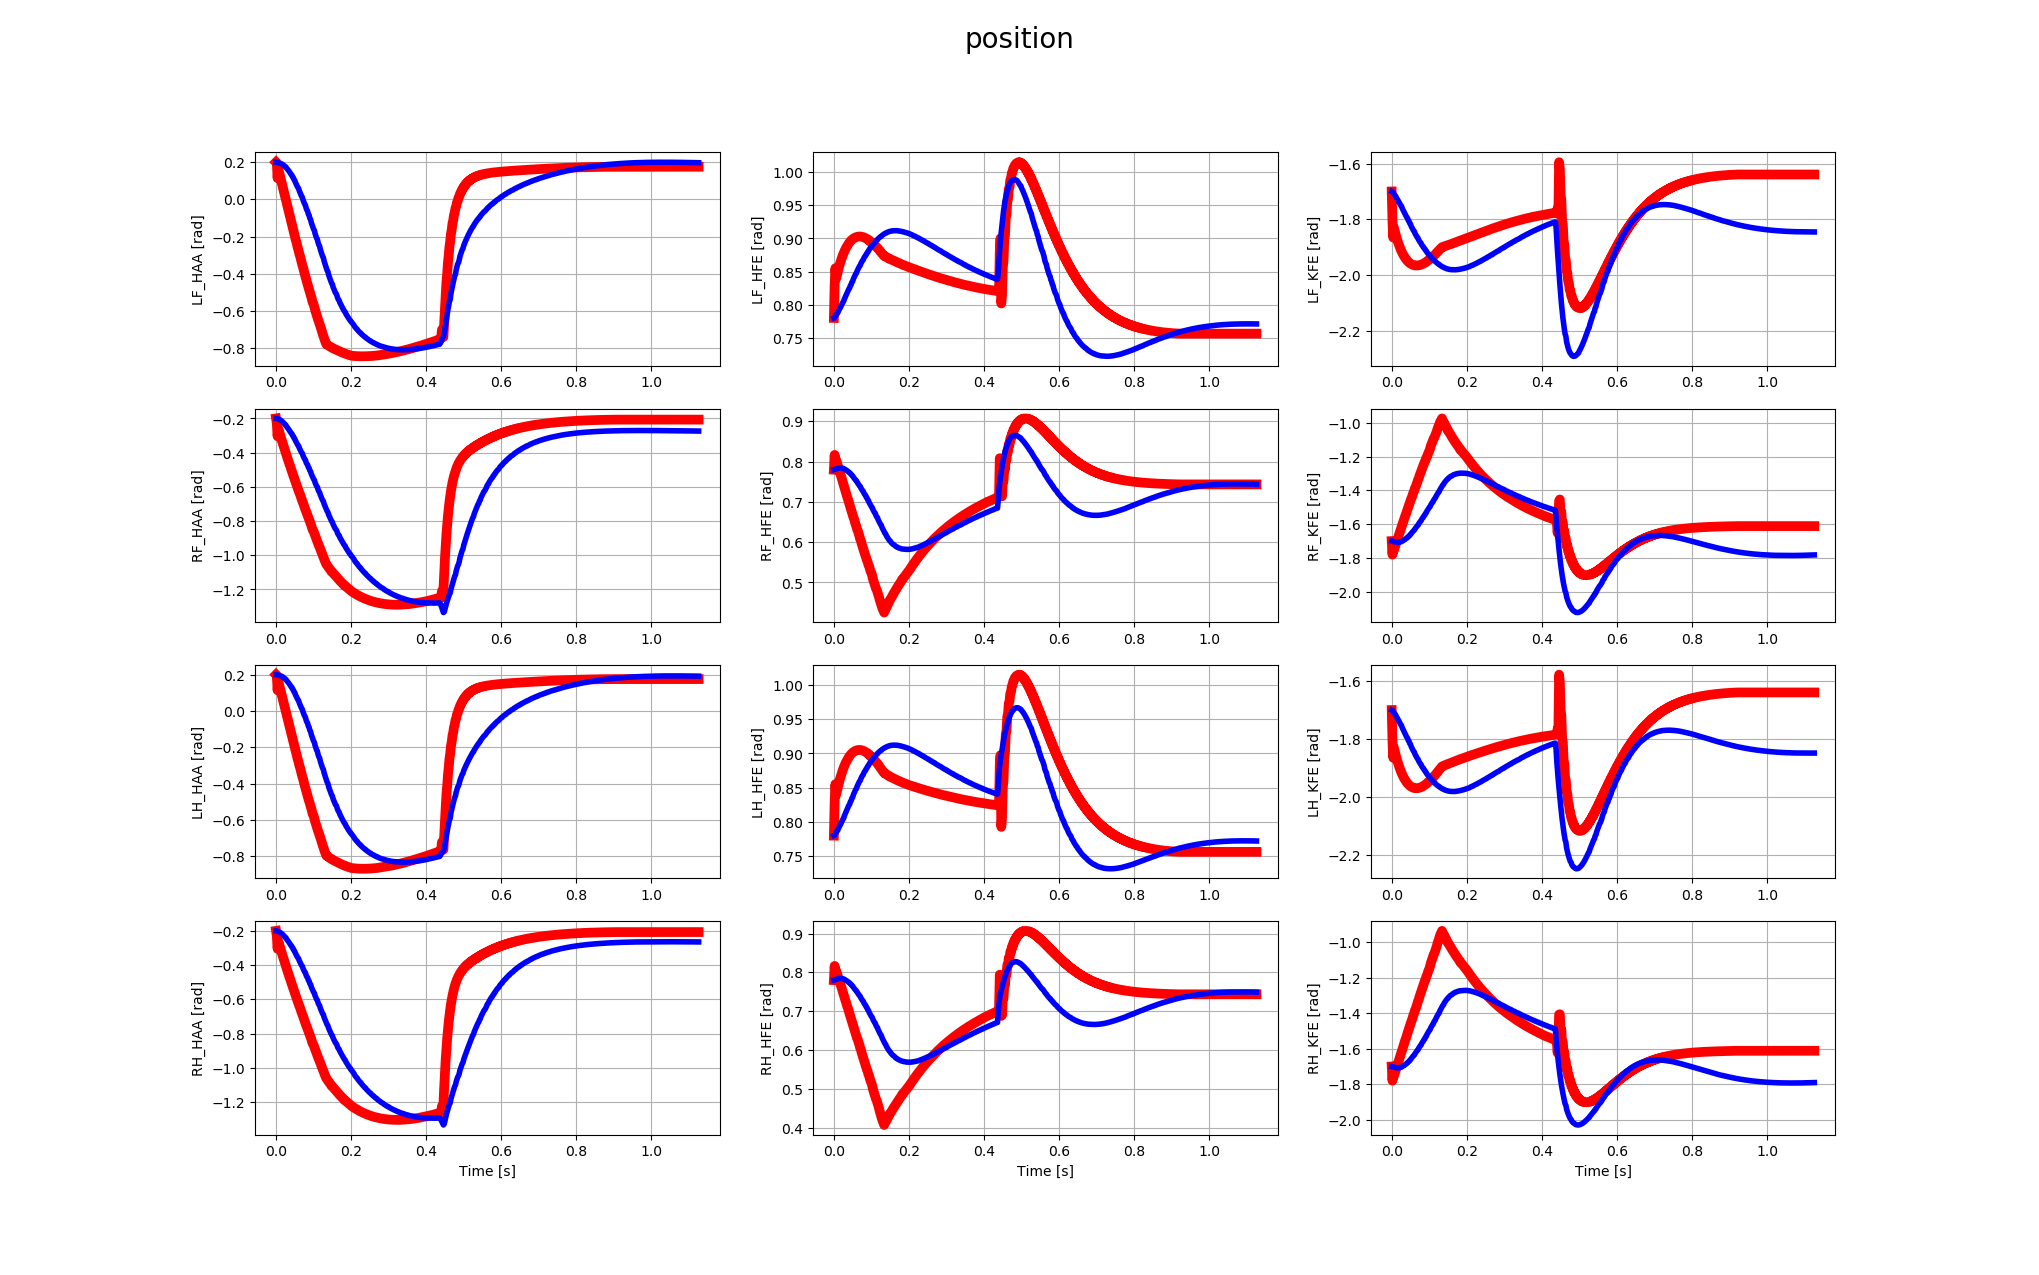 position
LF_HAA [rad]
0.2
0.0
−0.2
−0.4
−0.6
−0.8
0.0 0.2 0.4 0.6 0.8 1.0
LF_HFE [rad]
1.00
0.95
0.90
0.85
0.80
0.75
0.0 0.2 0.4 0.6 0.8 1.0
LF_KFE [rad]
−1.6
−1.8
−2.0
−2.2
0.0 0.2 0.4 0.6 0.8 1.0
RF_HAA [rad]
−0.2
−0.4
−0.6
−0.8
−1.0
−1.2
0.0 0.2 0.4 0.6 0.8 1.0
RF_HFE [rad]
0.9
0.8
0.7
0.6
0.5
0.0 0.2 0.4 0.6 0.8 1.0
RF_KFE [rad]
−1.0
−1.2
−1.4
−1.6
−1.8
−2.0
0.0 0.2 0.4 0.6 0.8 1.0
LH_HAA [rad]
0.2
0.0
−0.2
−0.4
−0.6
−0.8
0.0 0.2 0.4 0.6 0.8 1.0
LH_HFE [rad]
1.00
0.95
0.90
0.85
0.80
0.75
0.0 0.2 0.4 0.6 0.8 1.0
LH_KFE [rad]
−1.6
−1.8
−2.0
−2.2
0.0 0.2 0.4 0.6 0.8 1.0
RH_HAA [rad]
−0.2
−0.4
−0.6
−0.8
−1.0
−1.2
0.0 0.2 0.4 0.6 0.8 1.0
Time [s]
RH_HFE [rad]
0.9
0.8
0.7
0.6
0.5
0.4
0.0 0.2 0.4 0.6 0.8 1.0
Time [s]
RH_KFE [rad]
−1.0
−1.2
−1.4
−1.6
−1.8
−2.0
0.0 0.2 0.4 0.6 0.8 1.0
Time [s]